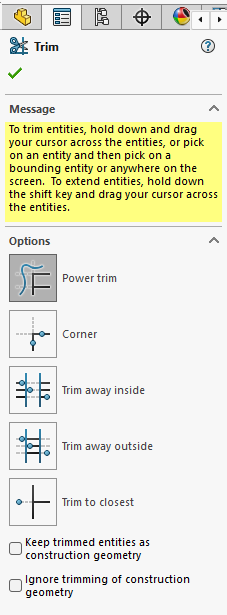 Trim
Message
To trim entities, hold down and drag
your cursor across the entities, or pick
on an entity and then pick on a
bounding entity or anywhere on the
screen. To extend entities, hold down
the shift key and drag your cursor across
the entities.
Options
Power trim
Corner
Trim away inside
Trim away outside
Trim to closest
Keep trimmed entities as
construction geometry
Ignore trimming of construction
geometry